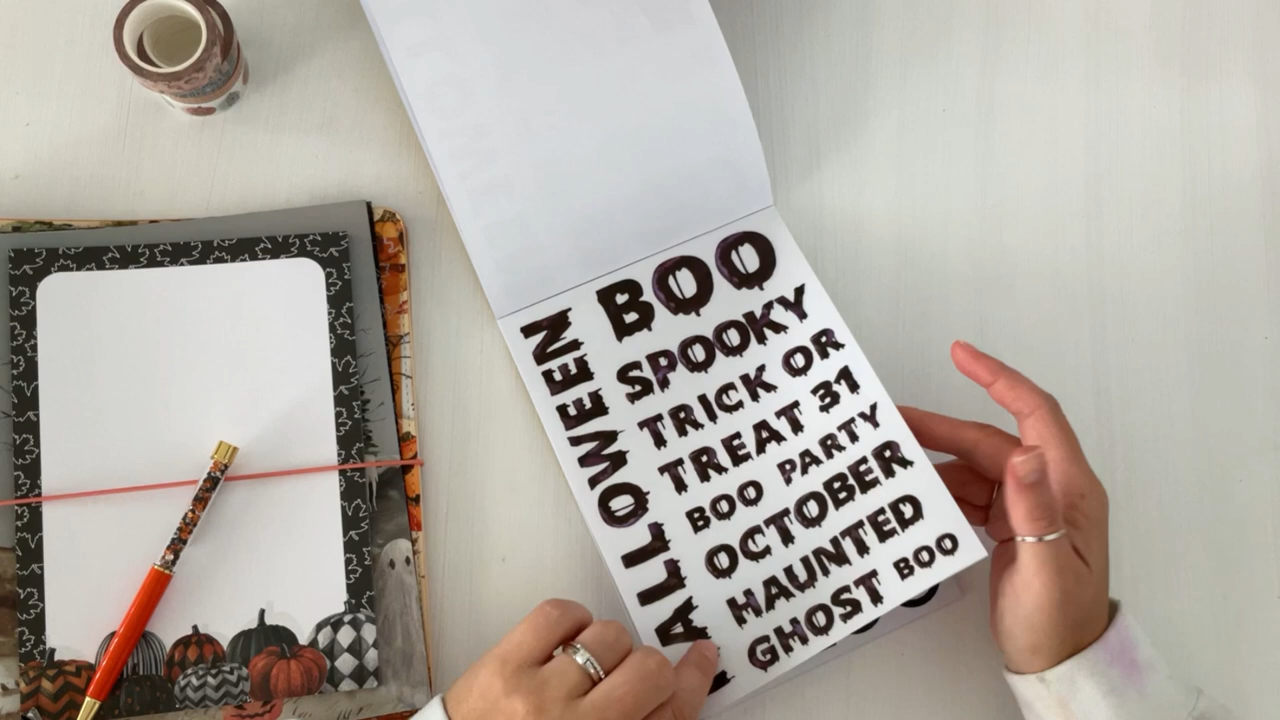 BOO
SPOOKY
TRICK OR
TREAT 31
BOO PARTY
OCTOBER
HAUNTED
GHOST BOO
HALLOWEEN